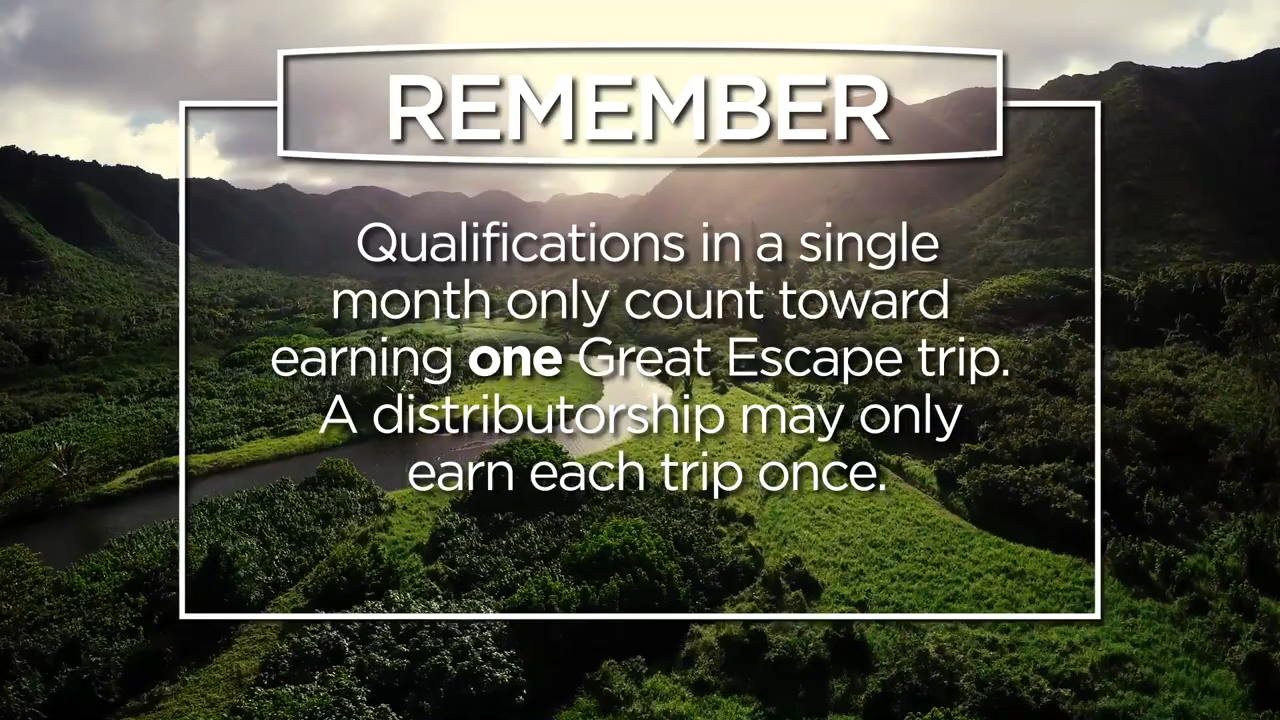 REMEMBER
Qualifications in a single
month only count toward
earning one Great Escape trip.
A distributorship may only
earn each trip once.